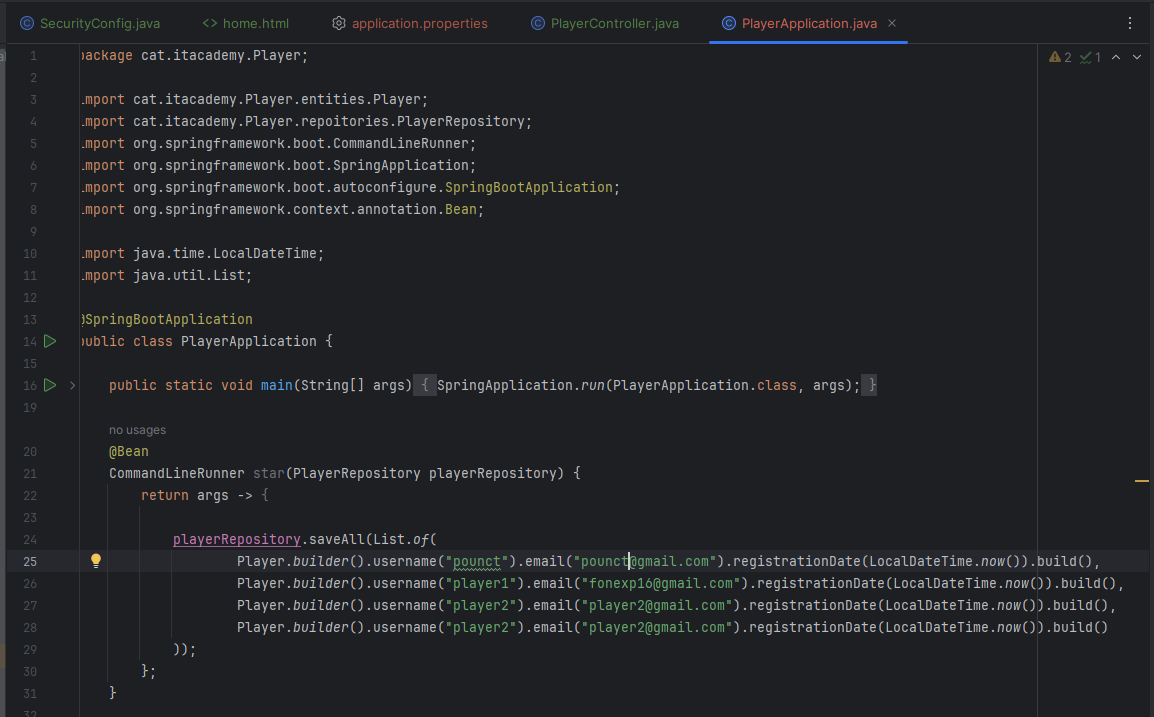 SecurityConfig.java <> home.html application.properties PlayerController.java PlayerApplication.java
2 1
1 package cat.itacademy.Player;
2
3 import cat.itacademy.Player.entities.Player;
4 import cat.itacademy.Player.repoitories.PlayerRepository;
5 import org.springframework.boot.CommandLineRunner;
6 import org.springframework.boot.SpringApplication;
7 import org.springframework.boot.autoconfigure.SpringBootApplication;
8 import org.springframework.context.annotation.Bean;
9
10 import java.time.LocalDateTime;
11 import java.util.List;
12
13 @SpringBootApplication
14 public class PlayerApplication {
15
16 public static void main(String[] args) { SpringApplication.run(PlayerApplication.class, args); }
19
no usages
20 @Bean
21 CommandLineRunner star(PlayerRepository playerRepository) {
22 return args -> {
23
24 playerRepository.saveAll(List.of(
25 Player.builder().username("pounct").email("pounct@gmail.com").registrationDate(LocalDateTime.now()).build(),
26 Player.builder().username("player1").email("fonexp16@gmail.com").registrationDate(LocalDateTime.now()).build(),
27 Player.builder().username("player2").email("player2@gmail.com").registrationDate(LocalDateTime.now()).build(),
28 Player.builder().username("player2").email("player2@gmail.com").registrationDate(LocalDateTime.now()).build()
29 ));
30 };
31 }
32